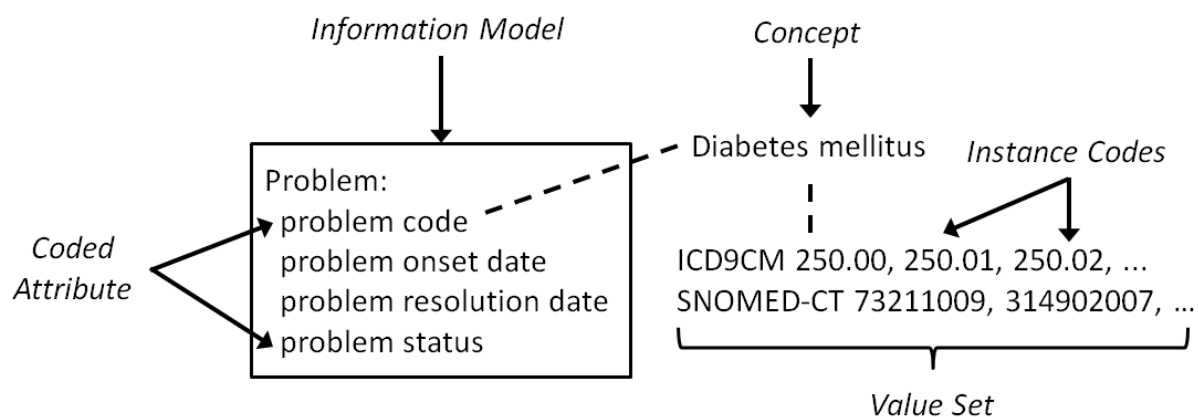 Information Model
Concept
Diabetes mellitus
Instance Codes
Problem:
problem code
problem onset date
problem resolution date
problem status
Coded
Attribute
ICD9CM 250.00, 250.01, 250.02, ...
SNOMED-CT 73211009, 314902007, ...
Value Set